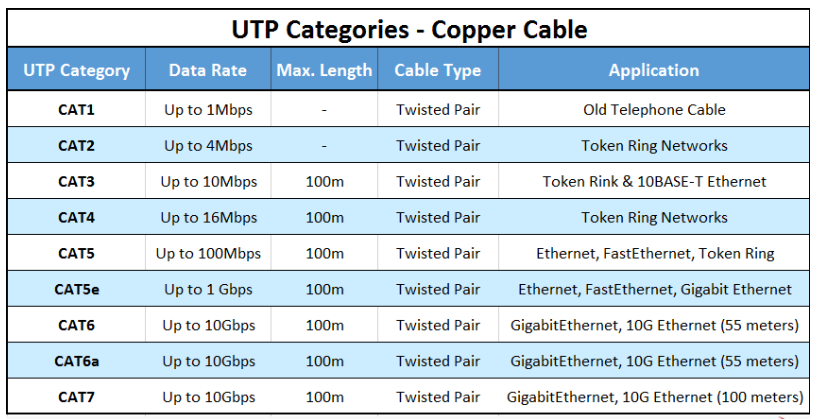 UTP Categories - Copper Cable
UTP Category Data Rate Max. Length Cable Type Application
CAT1 Up to 1Mbps - Twisted Pair Old Telephone Cable
CAT2 Up to 4Mbps - Twisted Pair Token Ring Networks
CAT3 Up to 10Mbps 100m Twisted Pair Token Rink & 10BASE-T Ethernet
CAT4 Up to 16Mbps 100m Twisted Pair Token Ring Networks
CAT5 Up to 100Mbps 100m Twisted Pair Ethernet, FastEthernet, Token Ring
CAT5e Up to 1 Gbps 100m Twisted Pair Ethernet, FastEthernet, Gigabit Ethernet
CAT6 Up to 10Gbps 100m Twisted Pair GigabitEthernet, 10G Ethernet (55 meters)
CAT6a Up to 10Gbps 100m Twisted Pair GigabitEthernet, 10G Ethernet (55 meters)
CAT7 Up to 10Gbps 100m Twisted Pair GigabitEthernet, 10G Ethernet (100 meters)